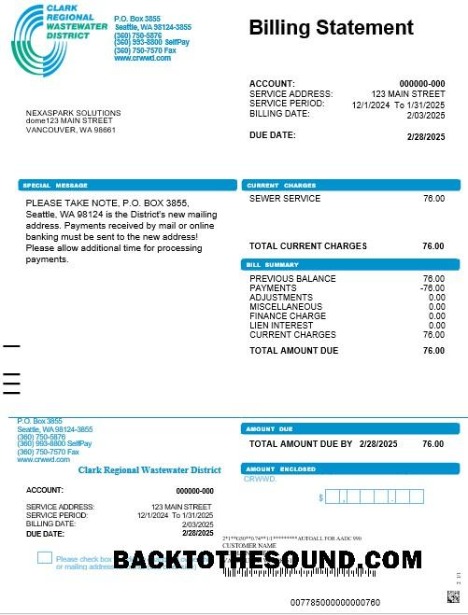 CLARK
REGIONAL
WASTEWATER
DISTRICT
P.O. Box 3855
Seattle, WA 98124-3855
(360) 750-5876
(360) 993-8800 SelfPay
(360) 750-7570 Fax
www.crwwd.com
Billing Statement
ACCOUNT: 000000-000
SERVICE ADDRESS: 123 MAIN STREET
SERVICE PERIOD: 12/1/2024 To 1/31/2025
BILLING DATE: 2/03/2025
DUE DATE: 2/28/2025
NEXASPARK SOLUTIONS
dome123 MAIN STREET
VANCOUVER, WA 98661
SPECIAL MESSAGE
PLEASE TAKE NOTE, P.O. BOX 3855,
Seattle, WA 98124 is the District's new mailing
address. Payments received by mail or online
banking must be sent to the new address!
Please allow additional time for processing
payments.
CURRENT CHARGES
SEWER SERVICE 76.00
TOTAL CURRENT CHARGES 76.00
BILL SUMMARY
PREVIOUS BALANCE 76.00
PAYMENTS -76.00
ADJUSTMENTS 0.00
MISCELLANEOUS 0.00
FINANCE CHARGE 0.00
LIEN INTEREST 0.00
CURRENT CHARGES 76.00
TOTAL AMOUNT DUE 76.00
P.O. Box 3855
Seattle, WA 98124-3855
(360) 750-5876
(360) 993-8800 SelfPay
(360) 750-7570 Fax
www.crwwd.com
Clark Regional Wastewater District
ACCOUNT: 000000-000
SERVICE ADDRESS: 123 MAIN STREET
SERVICE PERIOD: 12/1/2024 To 1/31/2025
BILLING DATE: 2/03/2025
DUE DATE: 2/28/2025
Please check box
or mailing address
AMOUNT DUE
TOTAL AMOUNT DUE BY 2/28/2025 76.00
AMOUNT ENCLOSED
CRWWD.
$
AUTOALL FOR AADC 990
CUSTOMER NAME
BACKTOTHESOUND.COM
007785000000000760